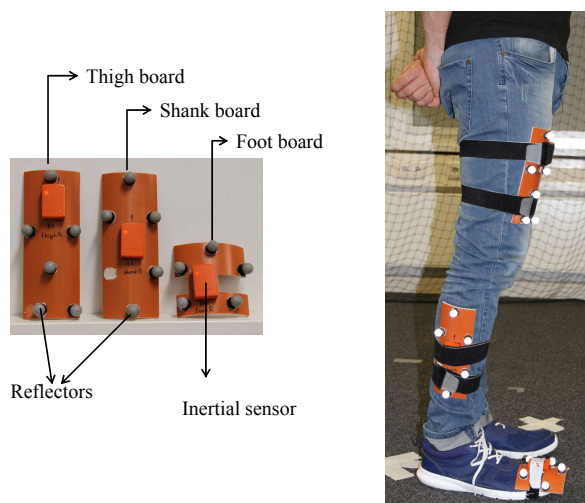 Thigh board
Shank board
Foot board
Reflectors
Inertial sensor